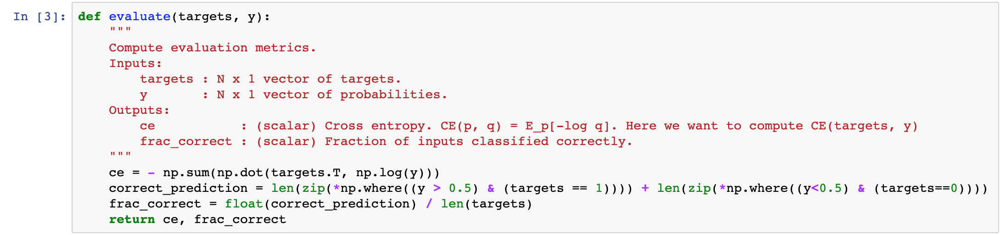 In [3]: def evaluate(targets, y):
    """
    Compute evaluation metrics.
    Inputs:
        targets : N x 1 vector of targets.
        y       : N x 1 vector of probabilities.
    Outputs:
        ce           : (scalar) Cross entropy. CE(p, q) = E_p[-log q]. Here we want to compute CE(targets, y)
        frac_correct : (scalar) Fraction of inputs classified correctly.
    """
    ce = - np.sum(np.dot(targets.T, np.log(y)))
    correct_prediction = len(zip(*np.where((y > 0.5) & (targets == 1)))) + len(zip(*np.where((y<0.5) & (targets==0))))
    frac_correct = float(correct_prediction) / len(targets)
    return ce, frac_correct